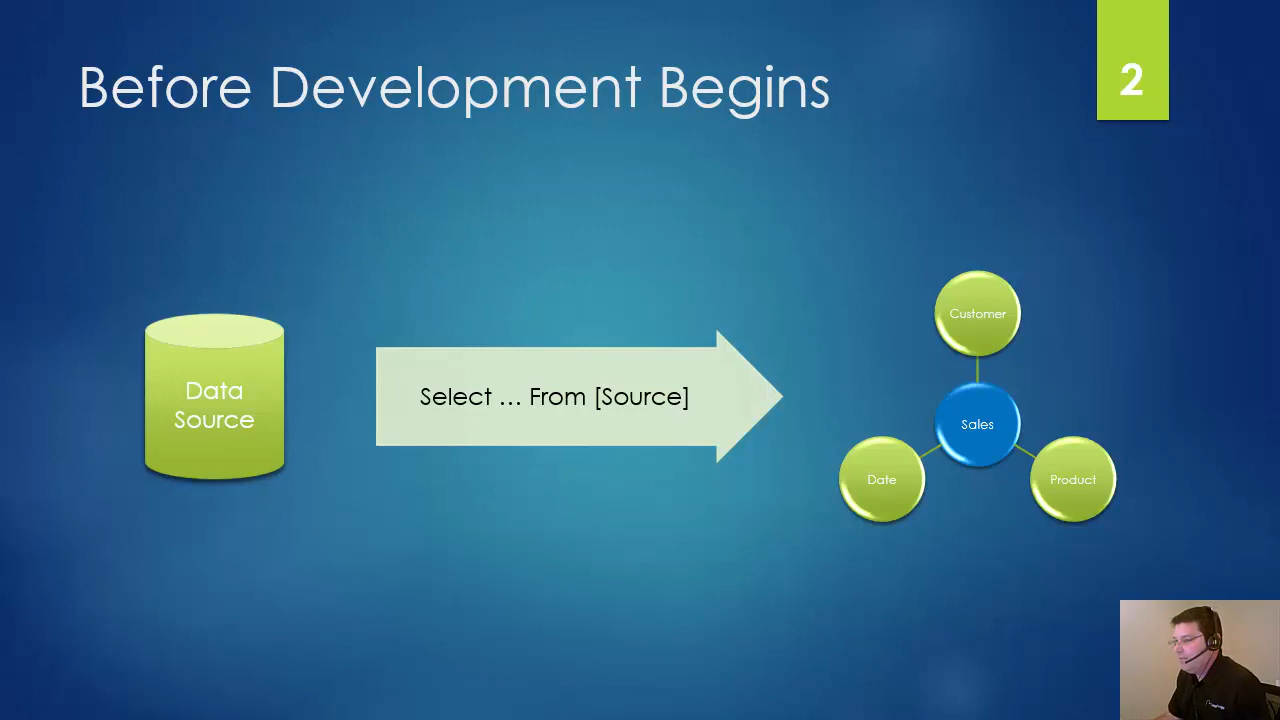 Before Development Begins
2
Data
Source
Select ... From [Source]
Customer
Sales
Date
Product